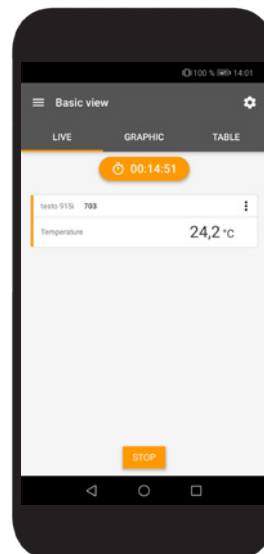 100 % 14:01
Basic view
LIVE GRAPHIC TABLE
00:14:51
testo 915i 703
Temperature 24,2 °C
STOP